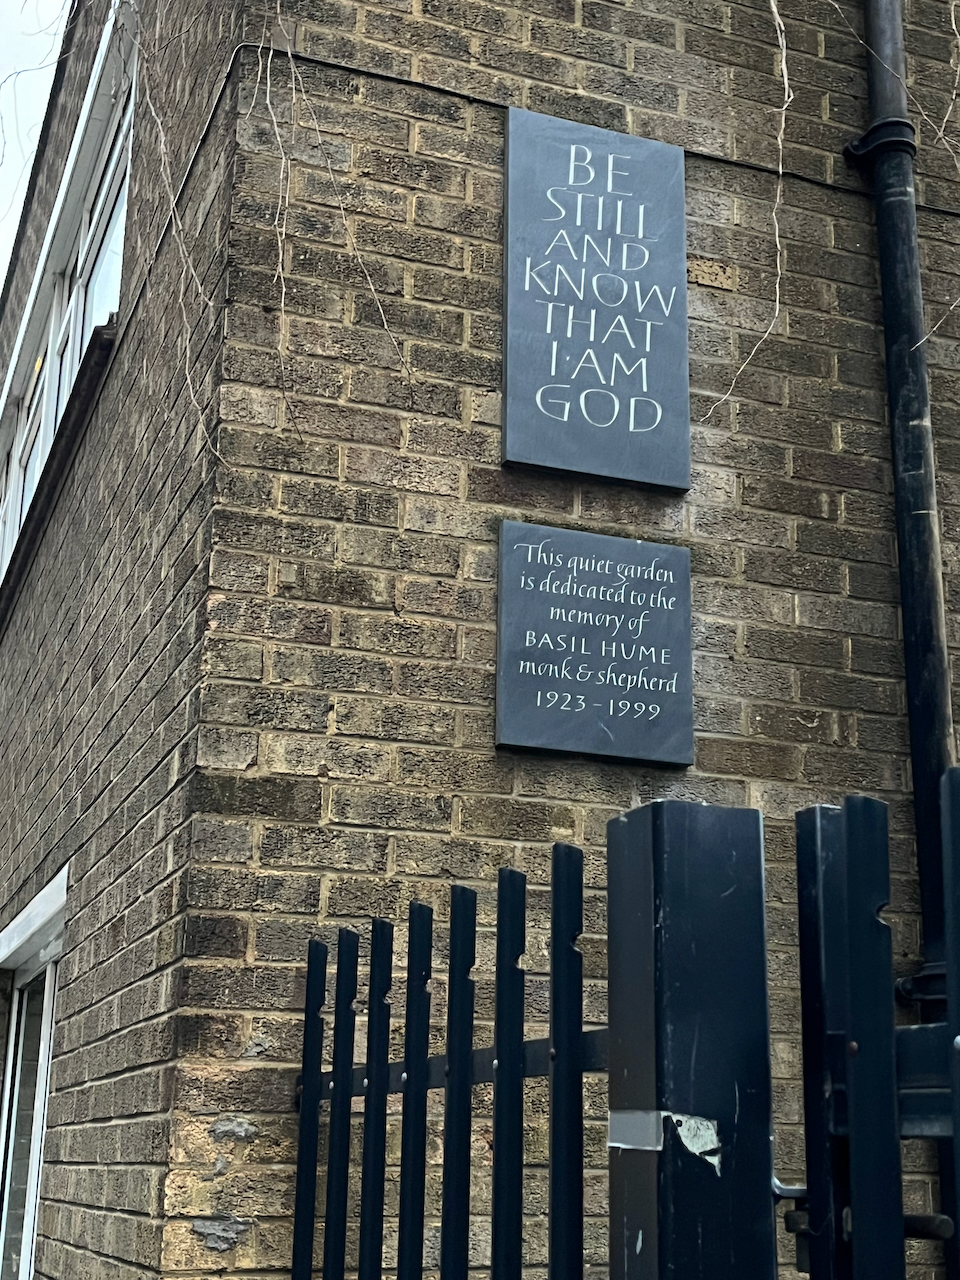 BE
STILL
AND
KNOW
THAT
I·AM
GOD
This quiet garden
is dedicated to the
memory of
BASIL HUME
monk & shepherd
1923–1999